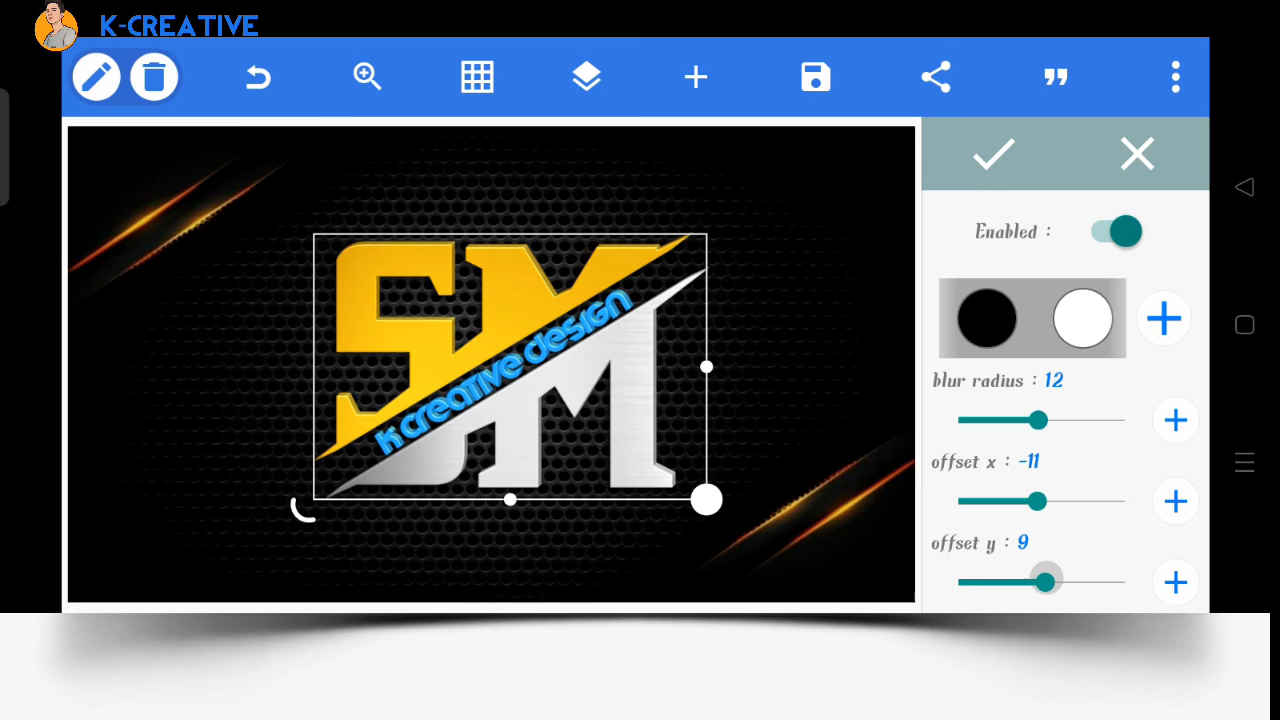 K-CREATIVE
Enabled :
SM
K creative design
blur radius : 12
offset x : -11
offset y : 9